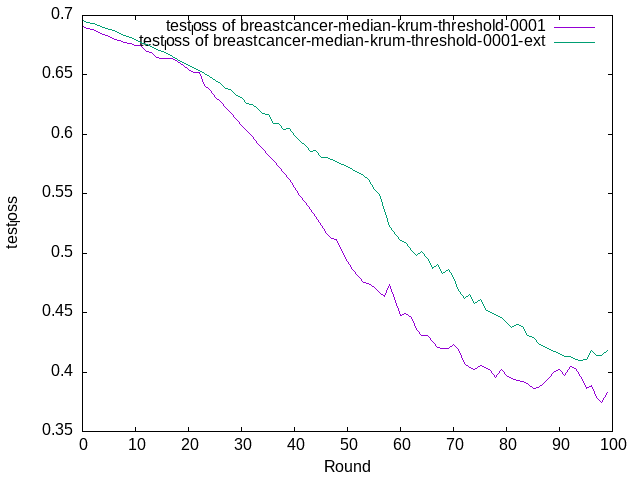 0.7
testloss of breastcancer-median-krum-threshold-0001
testloss of breastcancer-median-krum-threshold-0001-ext
0.65
0.6
0.55
testloss
0.5
0.45
0.4
0.35
0 10 20 30 40 50 60 70 80 90 100
Round